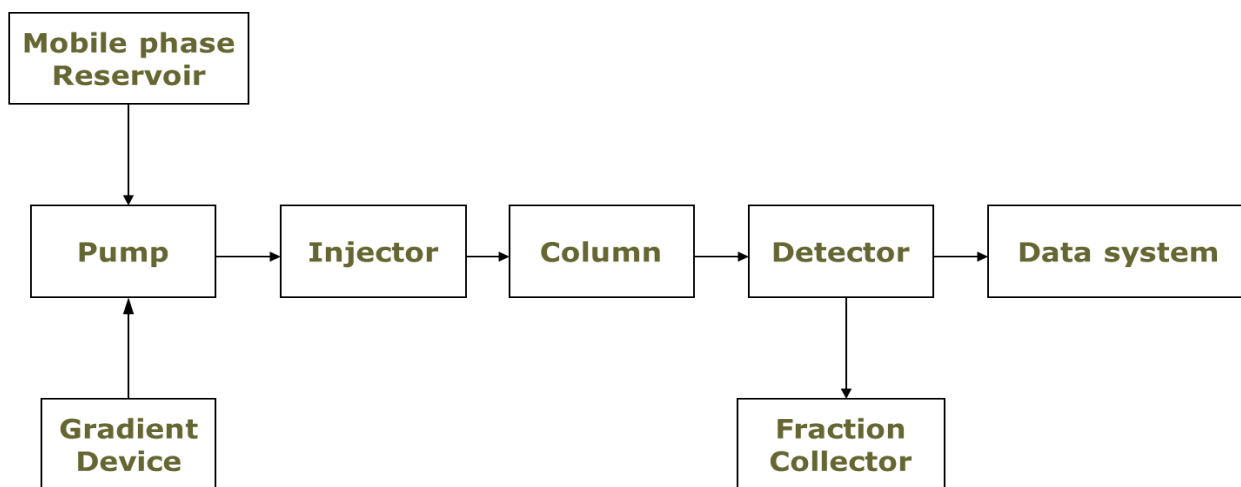 Mobile phase
Reservoir
Pump
Injector
Column
Detector
Data system
Gradient
Device
Fraction
Collector